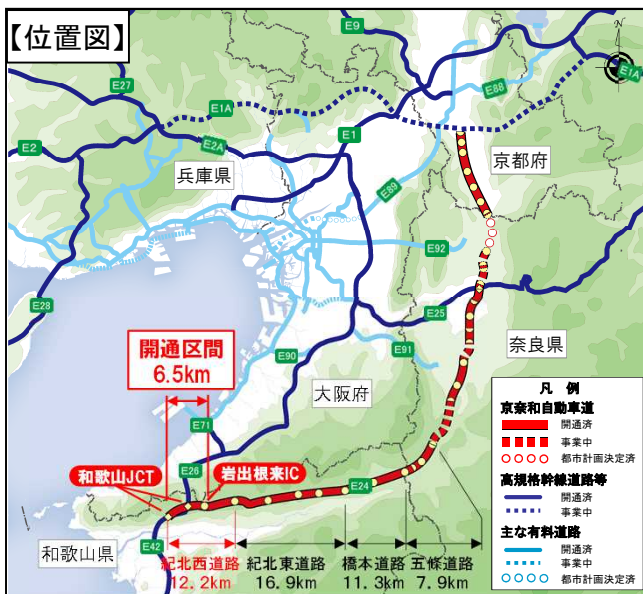 【位置図】
E9
E1A
E27
E88
E1A
E2
E1
E2A
京都府
兵庫県
E89
E92
E28
E25
開通区間
6.5km
奈良県
E90
E91
大阪府
E71
和歌山JCT
E26
岩出根来IC
E24
E42
和歌山県
紀北西道路
12.2km
紀北東道路
16.9km
橋本道路
11.3km
五條道路
7.9km
凡 例
京奈和自動車道
開通済
事業中
都市計画決定済
高規格幹線道路等
開通済
事業中
主な有料道路
開通済
事業中
都市計画決定済